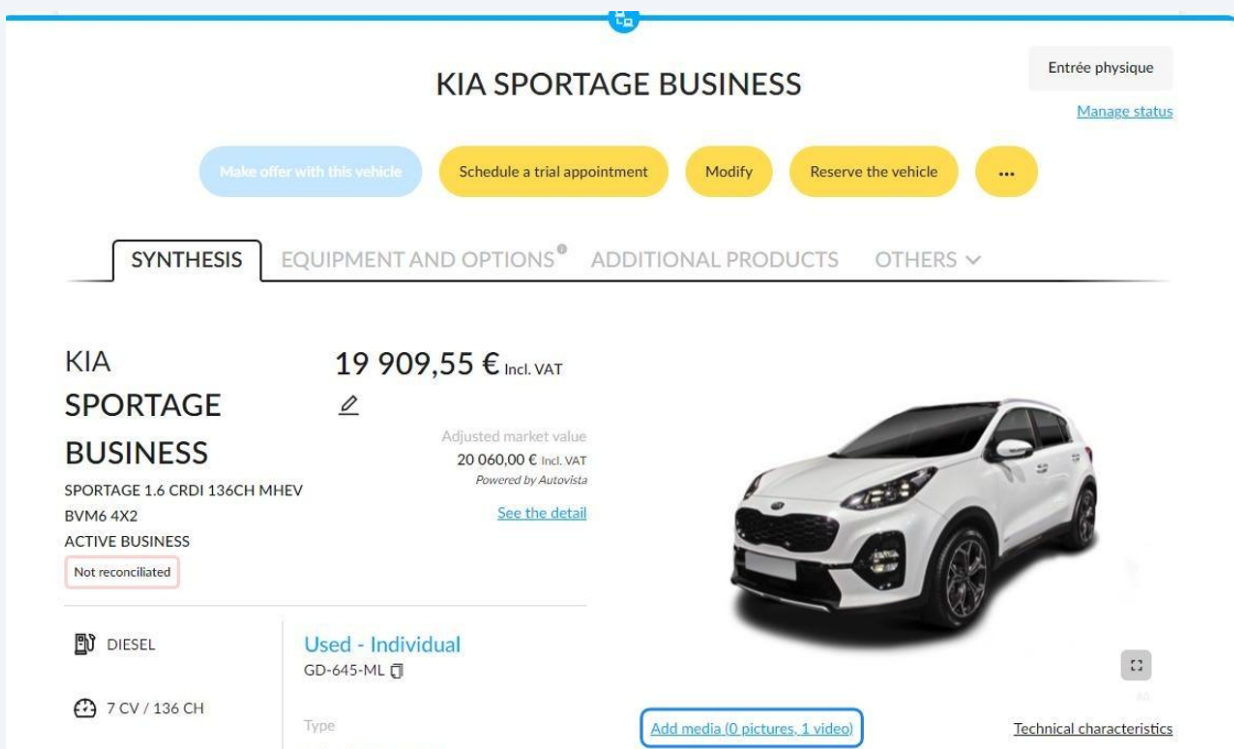 KIA SPORTAGE BUSINESS
Entrée physique
Manage status
Make offer with this vehicle
Schedule a trial appointment
Modify
Reserve the vehicle
...
SYNTHESIS
EQUIPMENT AND OPTIONS
ADDITIONAL PRODUCTS
OTHERS
KIA
SPORTAGE
BUSINESS
SPORTAGE 1.6 CRDI 136CH MHEV
BVM6 4X2
ACTIVE BUSINESS
Not reconciliated
19 909,55 € Incl. VAT
Adjusted market value
20 060,00 € Incl. VAT
Powered by Autovista
See the detail
DIESEL
7 CV / 136 CH
Used - Individual
GD-645-ML
Type
Add media (0 pictures, 1 video)
Technical characteristics